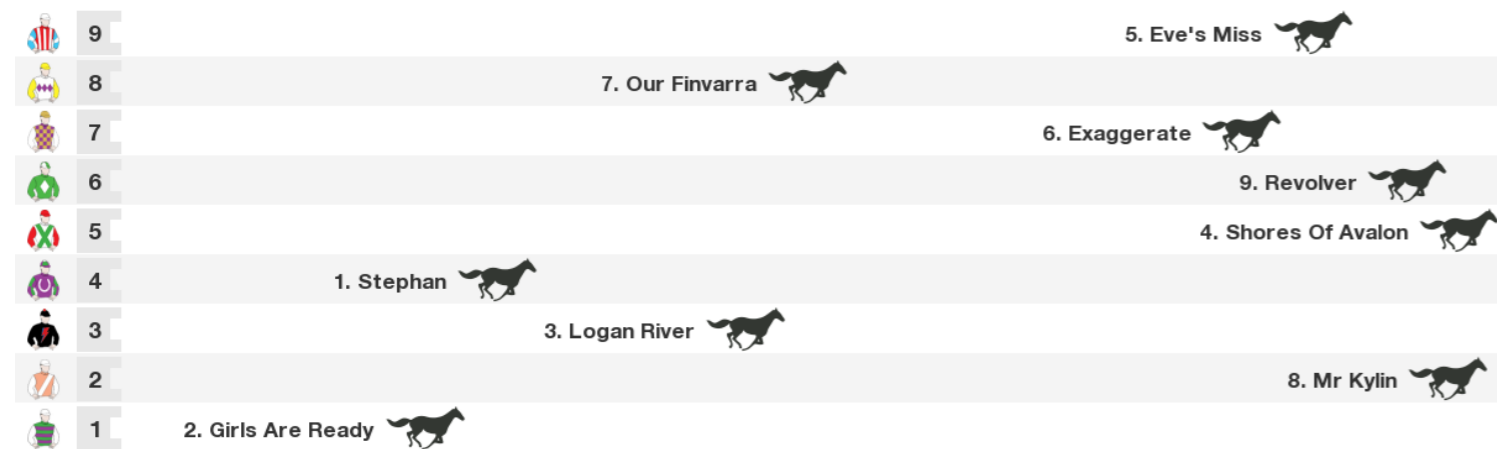 9 5. Eve's Miss
8 7. Our Finvarra
7 6. Exaggerate
6 9. Revolver
5 4. Shores Of Avalon
4 1. Stephan
3 3. Logan River
2 8. Mr Kylin
1 2. Girls Are Ready